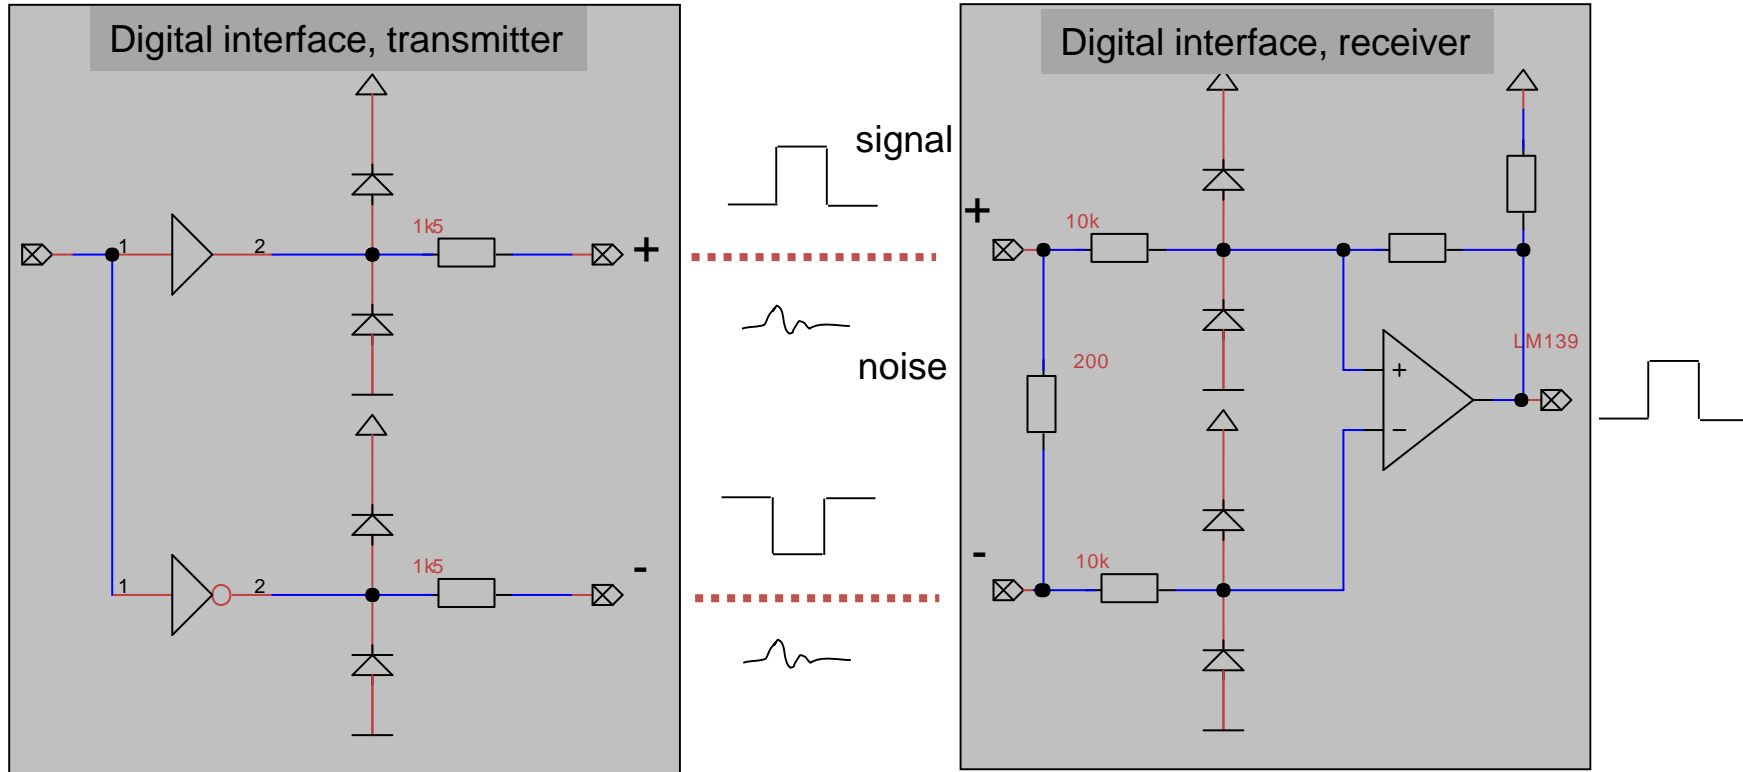 Digital interface, transmitter
Digital interface, receiver
signal
noise
1
2
1k5
+
1
2
1k5
-
+
10k
200
-
10k
LM139
+
−